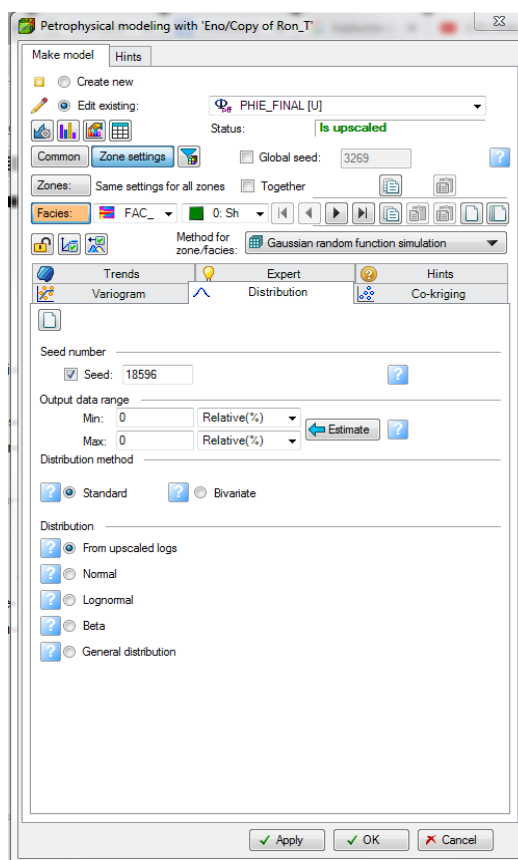 Petrophysical modeling with 'Eno/Copy of Ron_T'
Make model Hints
Create new
Edit existing: Φeff PHIE_FINAL [U]
Status: Is upscaled
Common Zone settings Global seed: 3269 ?
Zones: Same settings for all zones Together
Facies: FAC_ 0: Sh
Method for zone/facies: Gaussian random function simulation
Trends Expert Hints
Variogram Distribution Co-kriging
Seed number
Seed: 18596 ?
Output data range
Min: 0 Relative(%)
Estimate ?
Max: 0 Relative(%)
Distribution method
? Standard ? Bivariate
Distribution
? From upscaled logs
? Normal
? Lognormal
? Beta
? General distribution
Apply OK Cancel